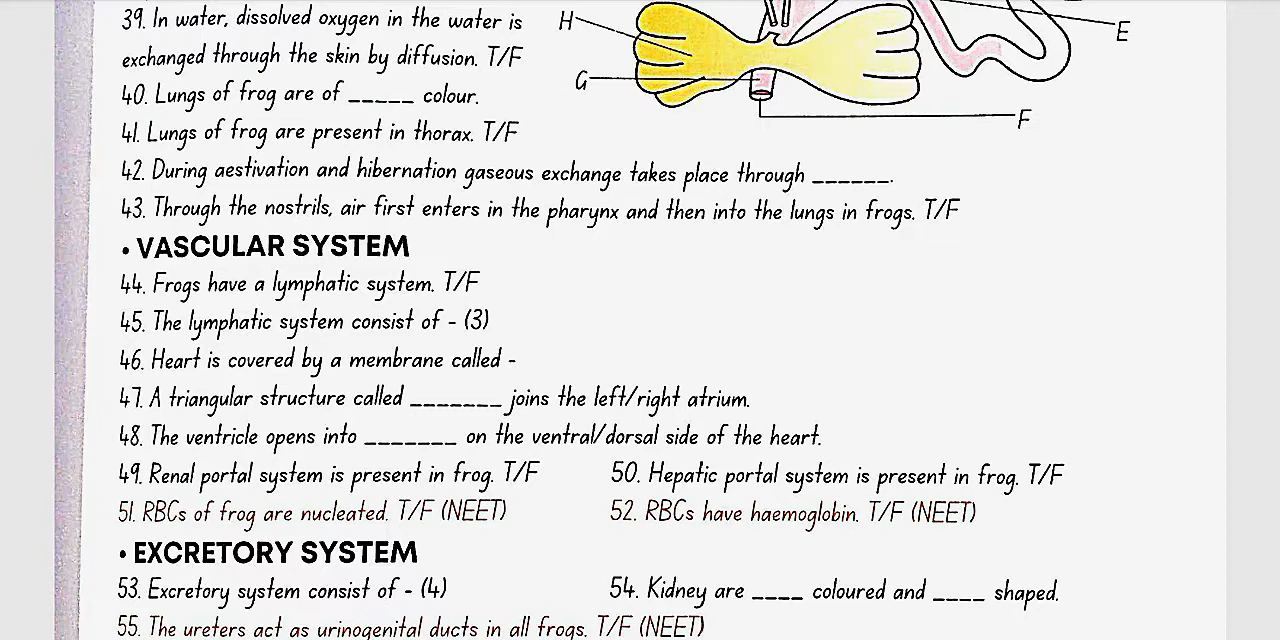 39. In water, dissolved oxygen in the water is
exchanged through the skin by diffusion. T/F
40. Lungs of frog are of _____ colour.
41. Lungs of frog are present in thorax. T/F
42. During aestivation and hibernation gaseous exchange takes place through ______.
43. Through the nostrils, air first enters in the pharynx and then into the lungs in frogs. T/F
H
G
E
F
• VASCULAR SYSTEM
44. Frogs have a lymphatic system. T/F
45. The lymphatic system consist of - (3)
46. Heart is covered by a membrane called -
47. A triangular structure called _______ joins the left/right atrium.
48. The ventricle opens into _______ on the ventral/dorsal side of the heart.
49. Renal portal system is present in frog. T/F
50. Hepatic portal system is present in frog. T/F
51. RBCs of frog are nucleated. T/F (NEET)
52. RBCs have haemoglobin. T/F (NEET)
• EXCRETORY SYSTEM
53. Excretory system consist of - (4)
54. Kidney are ____ coloured and ____ shaped.
55. The ureters act as urinogenital ducts in all frogs. T/F (NEET)